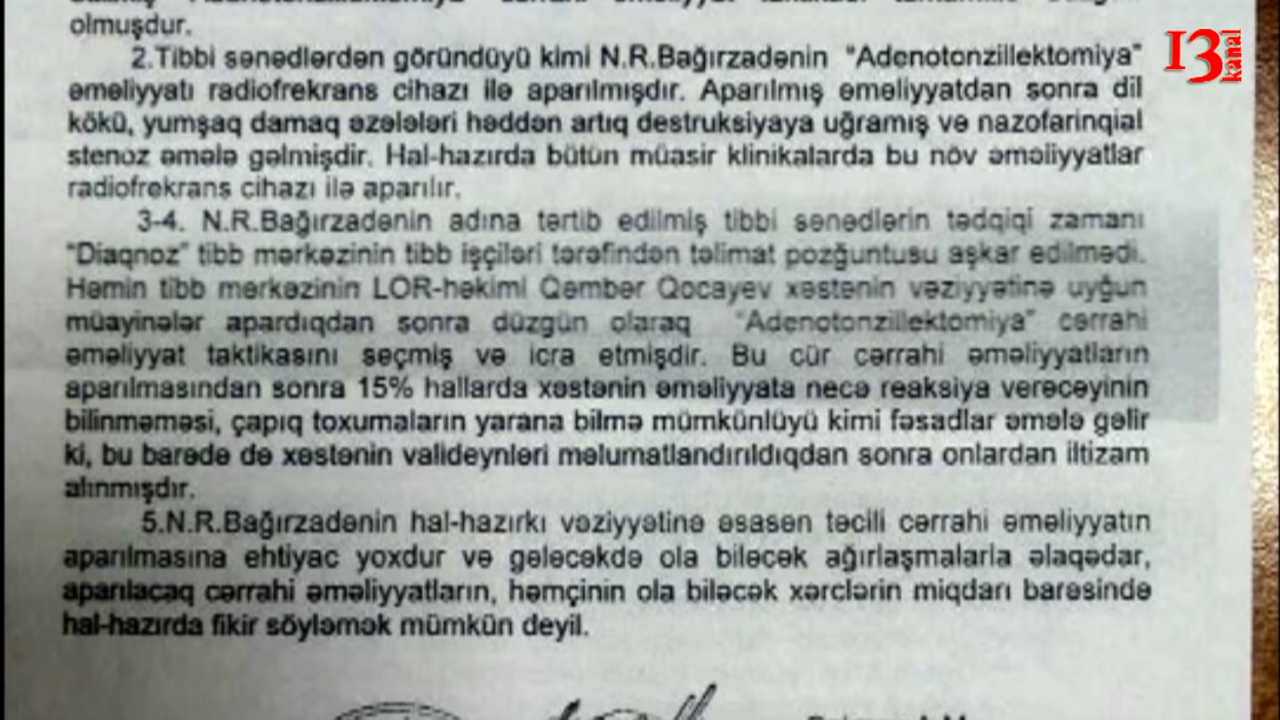 olmuşdur.
2.Tibbi sənədlərdən göründüyü kimi N.R.Bağırzadənin "Adenotonzillektomiya"
əməliyyatı radiofrekrans cihazı ilə aparılmışdır. Aparılmış əməliyyatdan sonra dil
kökü, yumşaq damaq əzələləri həddən artıq destruksiyaya uğramış və nazofarinqial
stenoz əmələ gəlmişdir. Hal-hazırda bütün müasir klinikalarda bu növ əməliyyatlar
radiofrekrans cihazı ilə aparılır.
3-4. N.R.Bağırzadənin adına tərtib edilmiş tibbi sənədlərin tədqiqi zamanı
"Diaqnoz" tibb mərkəzinin tibb işçiləri tərəfindən təlimat pozğuntusu aşkar edilmədi.
Həmin tibb mərkəzinin LOR-həkimi Qəmbər Qocayev xəstənin vəziyyətinə uyğun
müayinələr apardıqdan sonra düzgün olaraq "Adenotonzillektomiya" cərrahi
əməliyyat taktikasını seçmiş və icra etmişdir. Bu cür cərrahi əməliyyatların
aparılmasından sonra 15% hallarda xəstənin əməliyyata necə reaksiya verəcəyinin
bilinməməsi, çapıq toxumaların yarana bilmə mümkünlüyü kimi fəsadlar əmələ gəlir
ki, bu barədə də xəstənin valideynləri məlumatlandırıldıqdan sonra onlardan iltizam
alınmışdır.
5.N.R.Bağırzadənin hal-hazırkı vəziyyətinə əsasən təcili cərrahi əməliyyatın
aparılmasına ehtiyac yoxdur və gələcəkdə ola biləcək ağırlaşmalarla əlaqədar,
aparılacaq cərrahi əməliyyatların, həmçinin ola biləcək xərclərin miqdarı barəsində
hal-hazırda fikir söyləmək mümkün deyil.
13 kanal